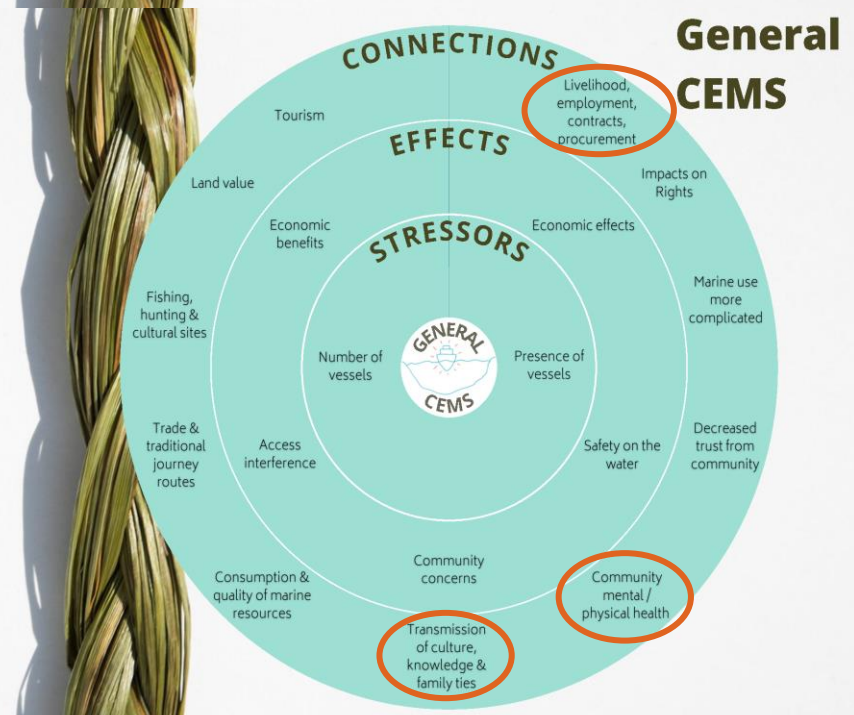 General
CEMS
CONNECTIONS
Livelihood,
employment,
contracts,
procurement
Tourism
Impacts on
Rights
Land value
Marine use
more
complicated
Fishing,
hunting &
cultural sites
Decreased
trust from
community
Trade &
traditional
journey
routes
Consumption &
quality of marine
resources
Community
mental /
physical health
Transmission
of culture,
knowledge &
family ties
EFFECTS
Economic
benefits
Economic effects
Access
interference
Safety on the
water
Community
concerns
STRESSORS
Number of
vessels
Presence of
vessels
GENERAL
CEMS